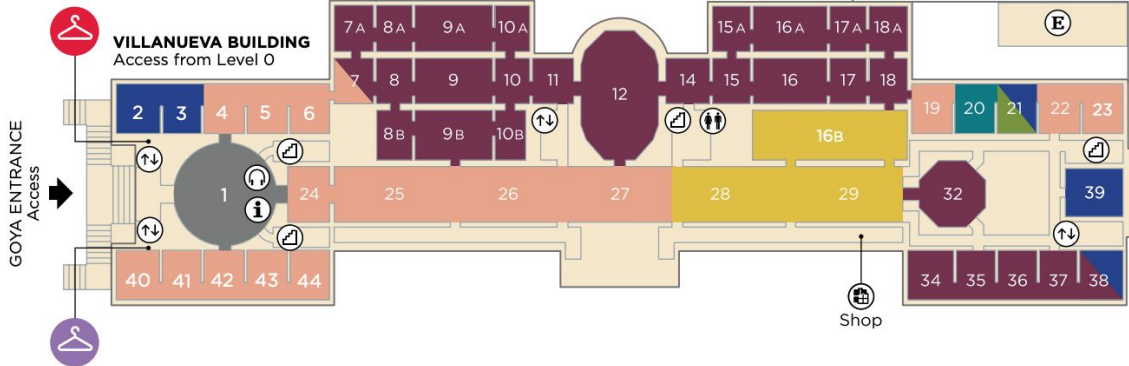 7A 8A 9A 10A 15A 16A 17A 18A
E
VILLANUEVA BUILDING
Access from Level 0
7 8 9 10 11 12 14 15 16 17 18
2 3 4 5 6
19 20 21 22 23
8B 9B 10B
16B
GOYA ENTRANCE
Access
1
i
24 25 26 27 28 29 32 39
40 41 42 43 44
34 35 36 37 38
Shop